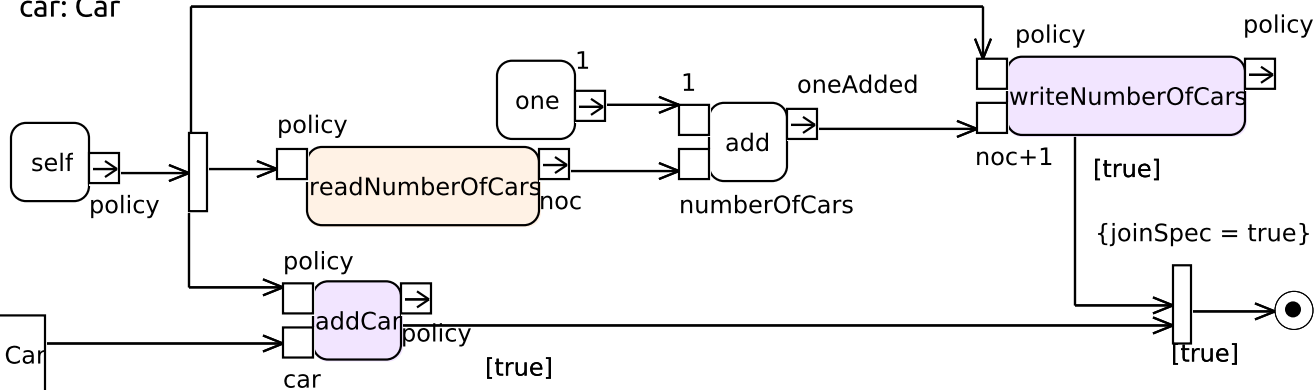 car: Car
self
policy
policy
readNumberOfCars
noc
one
1
1
add
numberOfCars
oneAdded
policy
writeNumberOfCars
policy
noc+1
[true]
{joinSpec = true}
policy
addCar
policy
car
Car
[true]
[true]